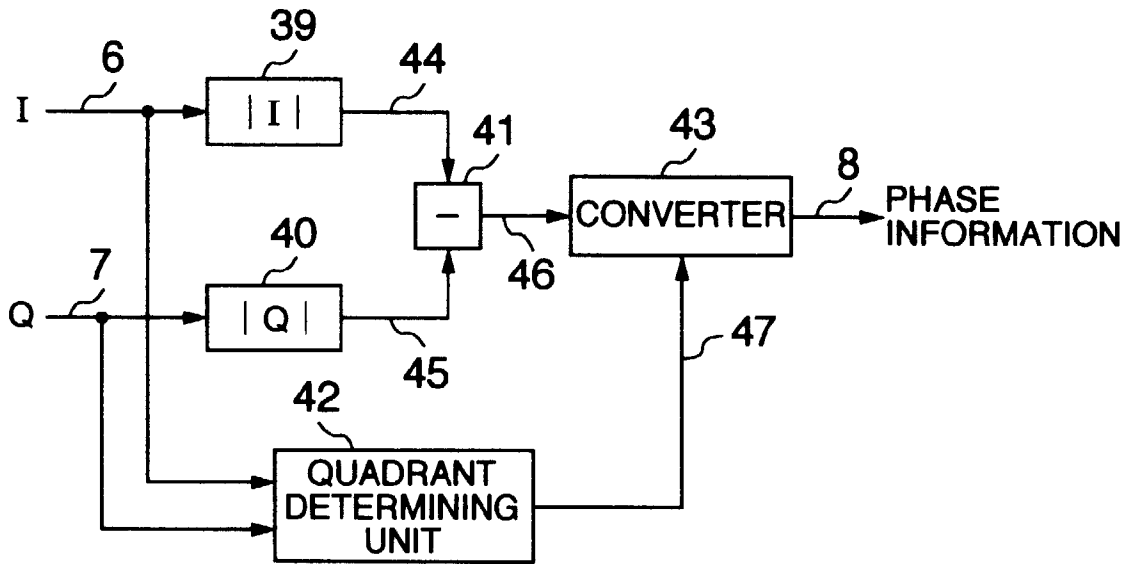 39
6
44
I
| I |
41
43
8
−
CONVERTER
PHASE
INFORMATION
40
46
7
Q
| Q |
47
45
42
QUADRANT
DETERMINING
UNIT